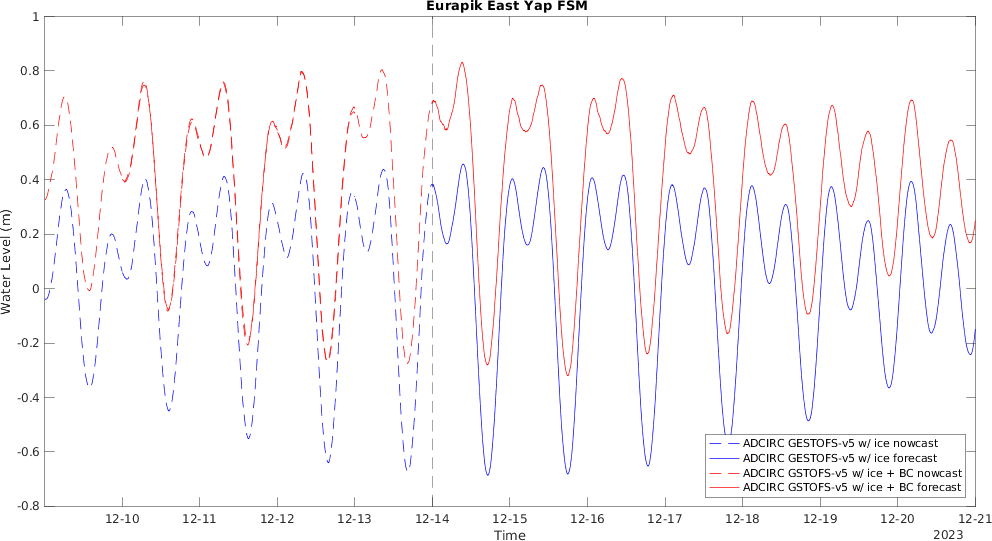 Eurapik East Yap FSM
1
0.8
0.6
0.4
0.2
0
-0.2
-0.4
-0.6
-0.8
Water Level (m)
ADCIRC GESTOFS-v5 w/ ice nowcast
ADCIRC GESTOFS-v5 w/ ice forecast
ADCIRC GSTOFS-v5 w/ ice + BC nowcast
ADCIRC GSTOFS-v5 w/ ice + BC forecast
12-10 12-11 12-12 12-13 12-14 12-15 12-16 12-17 12-18 12-19 12-20 12-21
Time
2023